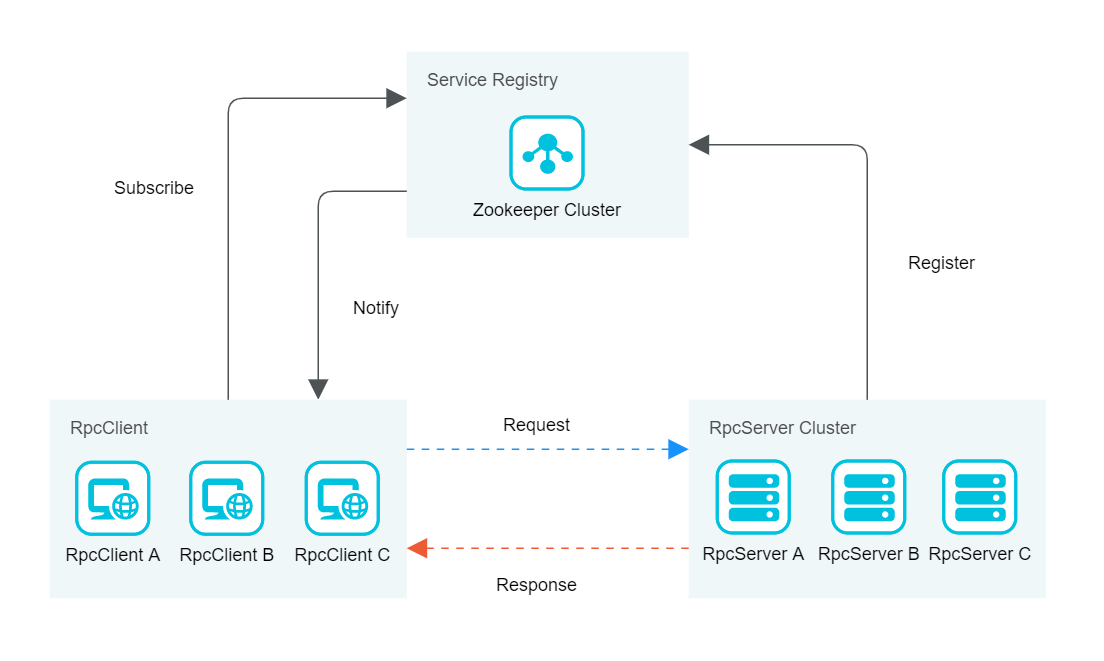 Service Registry
Zookeeper Cluster
Subscribe
Register
Notify
RpcClient
Request
RpcServer Cluster
RpcClient A
RpcClient B
RpcClient C
RpcServer A
RpcServer B
RpcServer C
Response